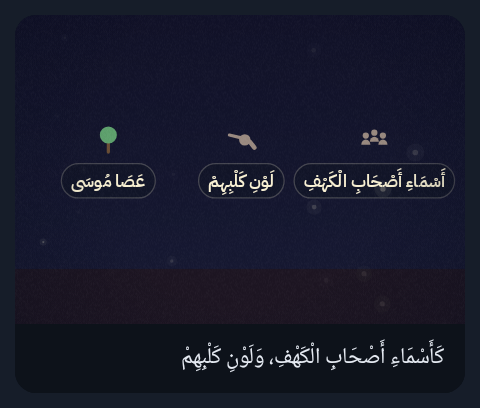 أَسْمَاءِ أَصْحَابِ الْكَهْفِ
لَوْنِ كَلْبِهِمْ
عَصَا مُوسَى
كَأَسْمَاءِ أَصْحَابِ الْكَهْفِ، وَلَوْنِ كَلْبِهِمْ